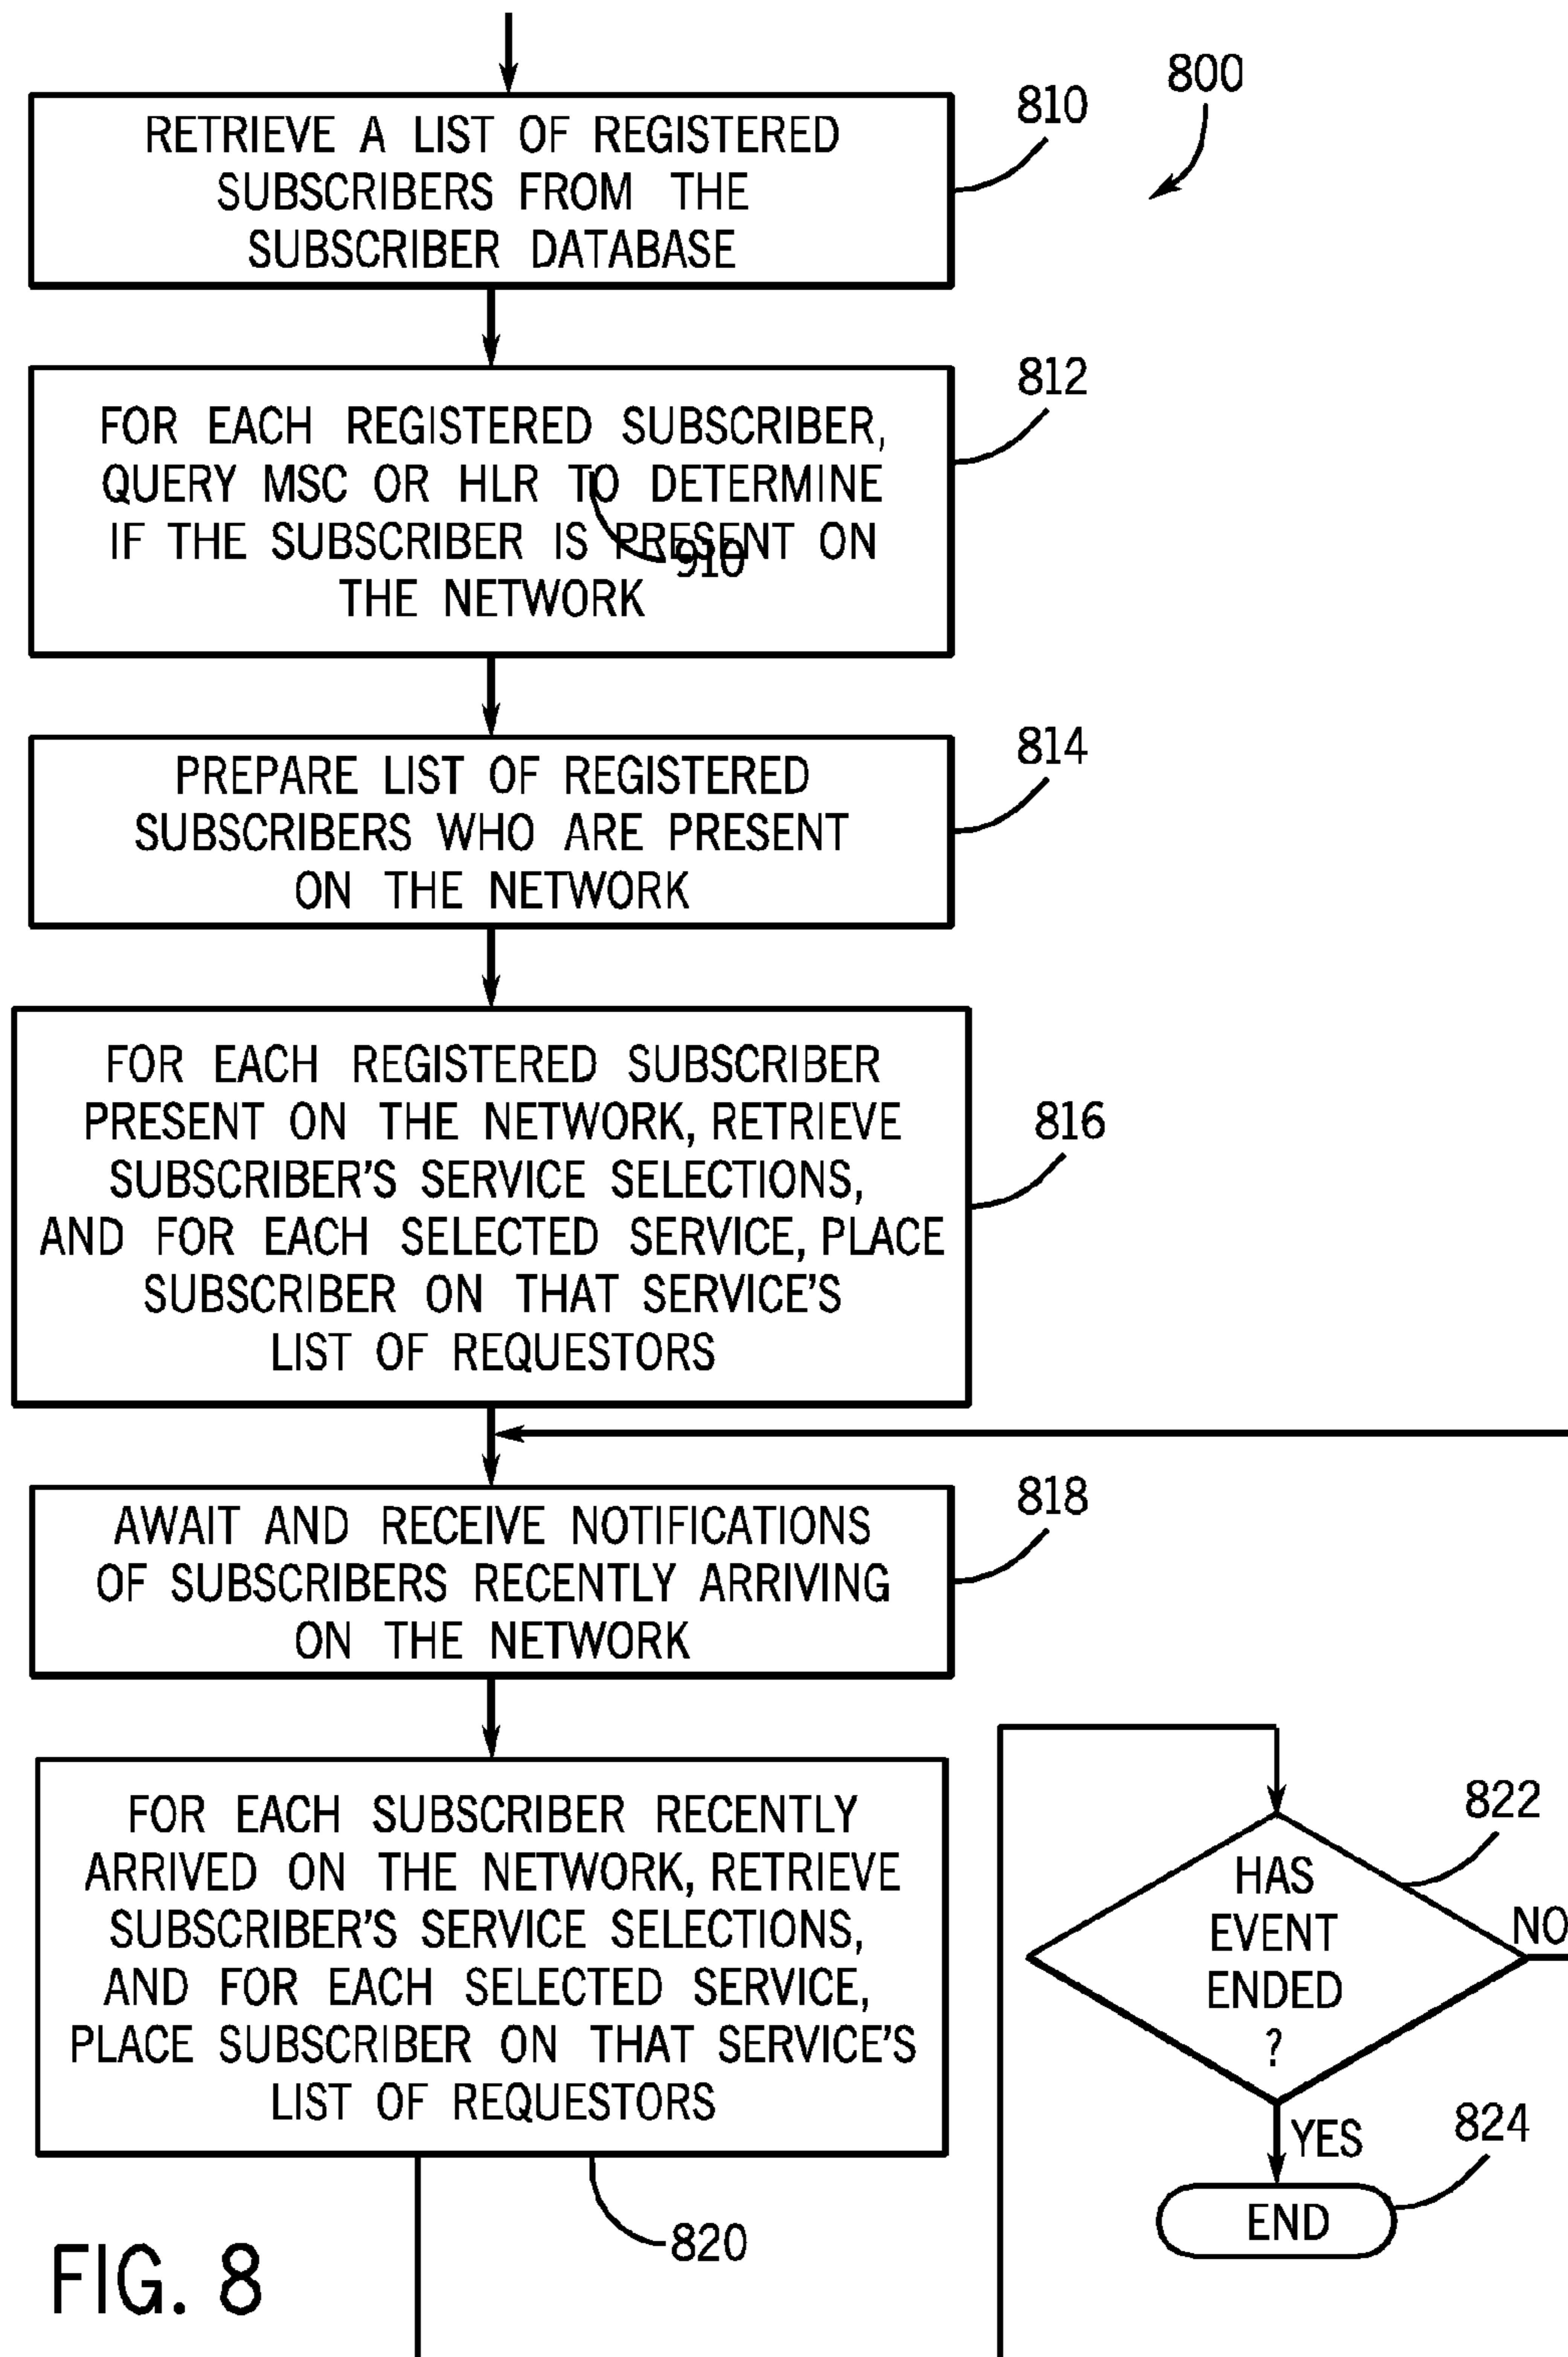 800
RETRIEVE A LIST OF REGISTERED
SUBSCRIBERS FROM THE
SUBSCRIBER DATABASE
810
FOR EACH REGISTERED SUBSCRIBER,
QUERY MSC OR HLR TO DETERMINE
IF THE SUBSCRIBER IS PRESENT ON
THE NETWORK
812
910
PREPARE LIST OF REGISTERED
SUBSCRIBERS WHO ARE PRESENT
ON THE NETWORK
814
FOR EACH REGISTERED SUBSCRIBER
PRESENT ON THE NETWORK, RETRIEVE
SUBSCRIBER'S SERVICE SELECTIONS,
AND FOR EACH SELECTED SERVICE, PLACE
SUBSCRIBER ON THAT SERVICE'S
LIST OF REQUESTORS
816
AWAIT AND RECEIVE NOTIFICATIONS
OF SUBSCRIBERS RECENTLY ARRIVING
ON THE NETWORK
818
FOR EACH SUBSCRIBER RECENTLY
ARRIVED ON THE NETWORK, RETRIEVE
SUBSCRIBER'S SERVICE SELECTIONS,
AND FOR EACH SELECTED SERVICE,
PLACE SUBSCRIBER ON THAT SERVICE'S
LIST OF REQUESTORS
820
HAS
EVENT
ENDED
?
822
NO
YES
END
824
FIG. 8